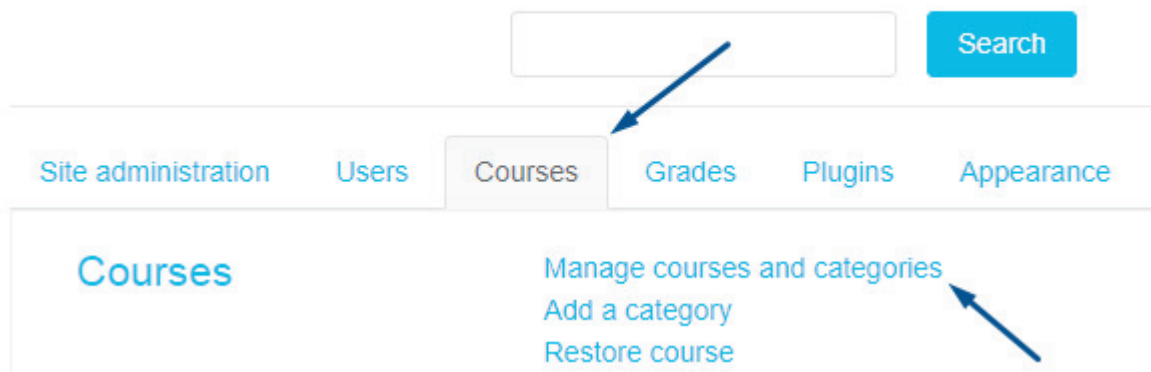 Search
Site administration Users Courses Grades Plugins Appearance
Courses
Manage courses and categories
Add a category
Restore course